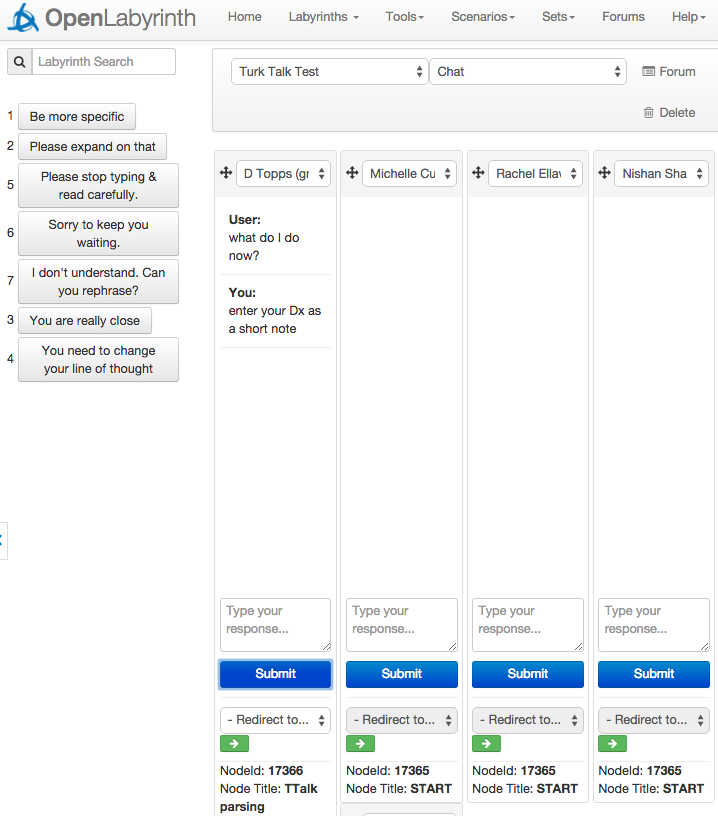 OpenLabyrinth
Home Labyrinths Tools Scenarios Sets Forums Help
Labyrinth Search
Turk Talk Test Chat Forum
Delete
1 Be more specific
2 Please expand on that
5 Please stop typing &
read carefully.
6 Sorry to keep you
waiting.
7 I don't understand. Can
you rephrase?
3 You are really close
4 You need to change
your line of thought
D Topps (gr Michelle Cu Rachel Ellaw Nishan Sha
User:
what do I do
now?
You:
enter your Dx as
a short note
Type your
response...
Submit
- Redirect to...
NodeId: 17366
Node Title: TTalk
parsing
Type your
response...
Submit
- Redirect to...
NodeId: 17365
Node Title: START
Type your
response...
Submit
- Redirect to...
NodeId: 17365
Node Title: START
Type your
response...
Submit
- Redirect to...
NodeId: 17365
Node Title: START